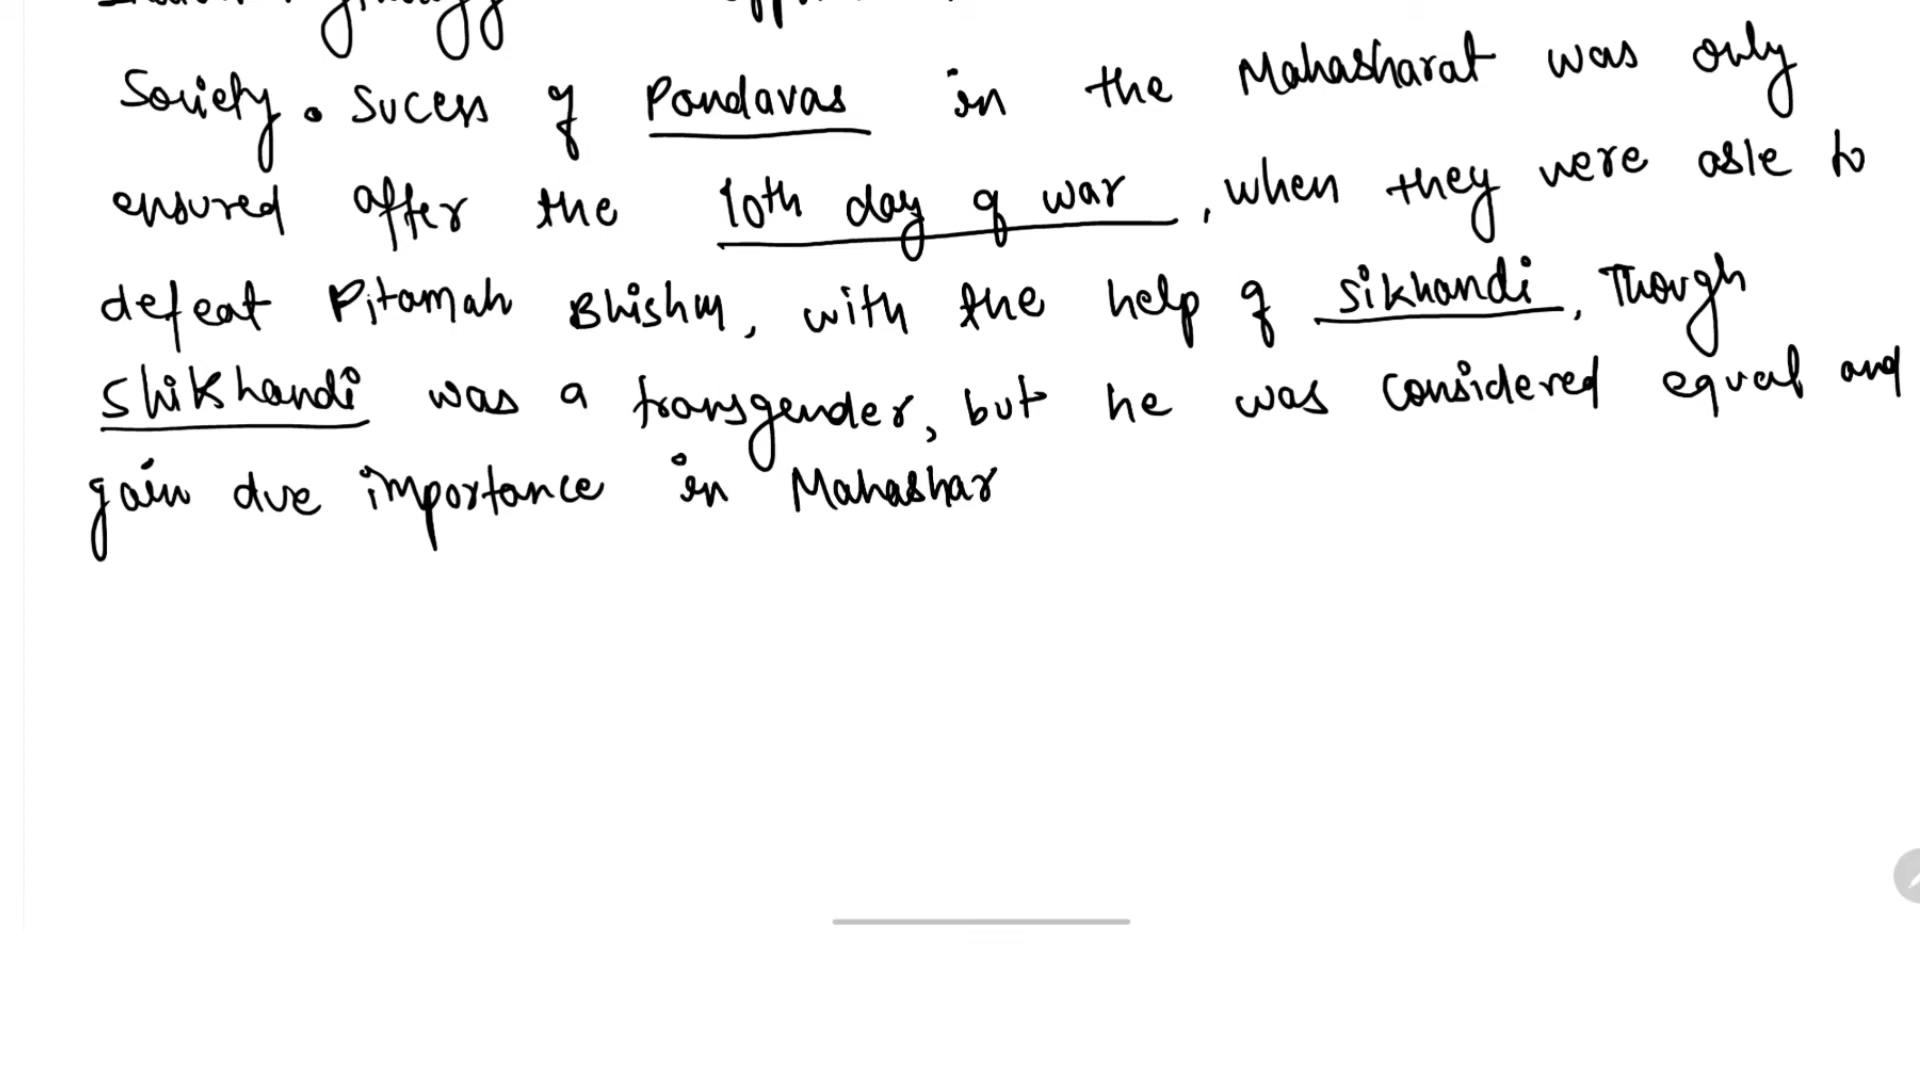 Society. Sucess of Pandavas in the Mahabharat was only
ensured after the 10th day of war, when they were able to
defeat Pitamah Bhishm, with the help of Sikhandi, Though
Shikhandi was a transgender, but he was considered equal and
gain due importance in Mahabhar